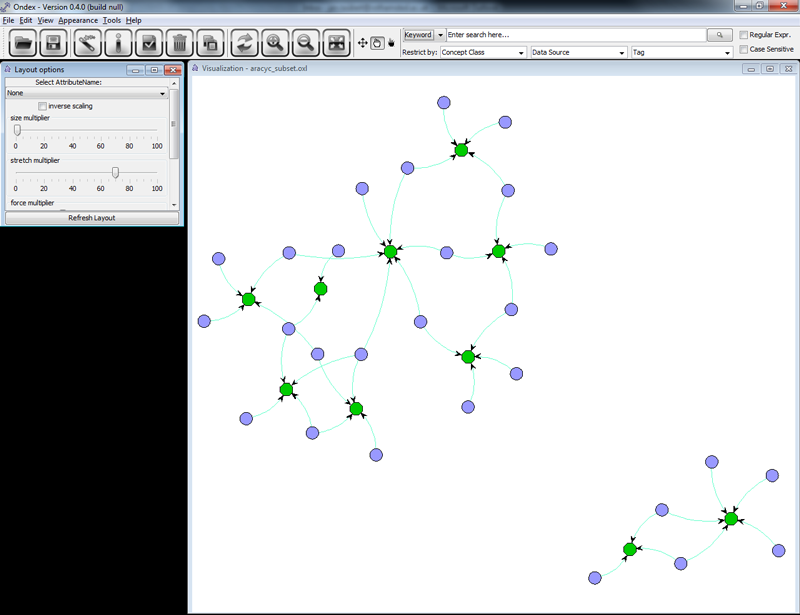 Ondex - Version 0.4.0 (build null)
File Edit View Appearance Tools Help
Keyword Enter search here... Regular Expr.
Restrict by: Concept Class Data Source Tag Case Sensitive
Layout options
Select AttributeName:
None
inverse scaling
size multiplier
0 20 40 60 80 100
stretch multiplier
0 20 40 60 80 100
force multiplier
Refresh Layout
Visualization - aracyc_subset.oxl